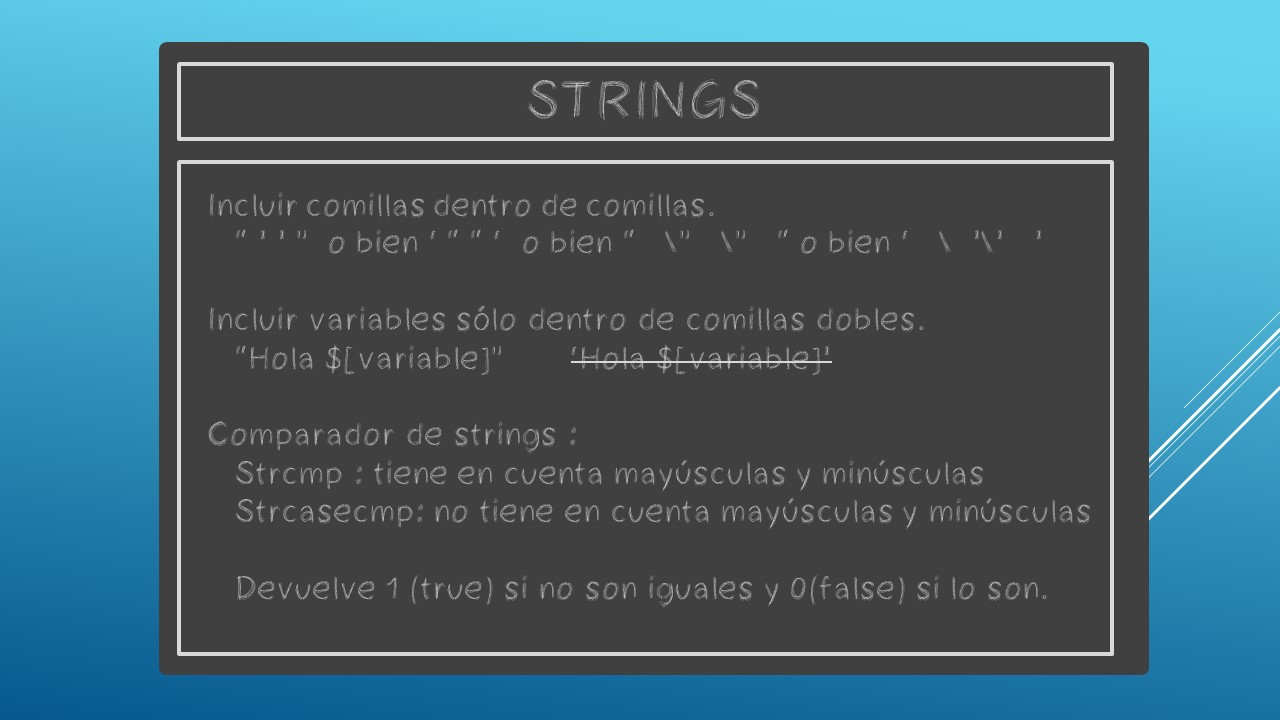 STRINGS
Incluir comillas dentro de comillas.
“ ’ ’ ” o bien ‘ “ “ ‘ o bien “ \” \” “ o bien ‘ \ ’\’ ’
Incluir variables sólo dentro de comillas dobles.
“Hola $[variable]” ‘Hola $[variable]’
Comparador de strings :
Strcmp : tiene en cuenta mayúsculas y minúsculas
Strcasecmp: no tiene en cuenta mayúsculas y minúsculas
Devuelve 1 (true) si no son iguales y 0(false) si lo son.